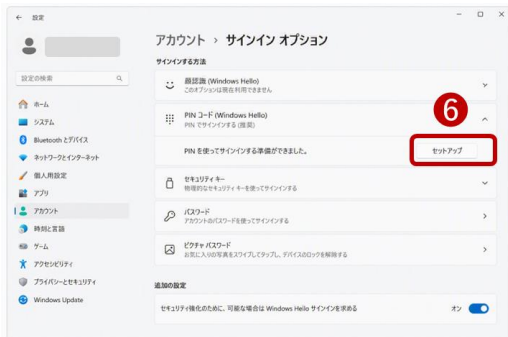 ← 設定
アカウント › サインイン オプション
サインインする方法
設定の検索
顔認識 (Windows Hello)
このオプションは現在利用できません
ホーム
システム
Bluetooth とデバイス
ネットワークとインターネット
個人用設定
アプリ
アカウント
時刻と言語
ゲーム
アクセシビリティ
プライバシーとセキュリティ
Windows Update
PIN コード (Windows Hello)
PIN でサインインする (推奨)
6
PIN を使ってサインインする準備ができました。
セットアップ
セキュリティ キー
物理的なセキュリティ キーを使ってサインインする
パスワード
アカウントのパスワードを使ってサインインする
ピクチャ パスワード
お気に入りの写真をスワイプしてタップし、デバイスのロックを解除する
追加の設定
セキュリティ強化のために、可能な場合は Windows Hello サインインを求める
オン